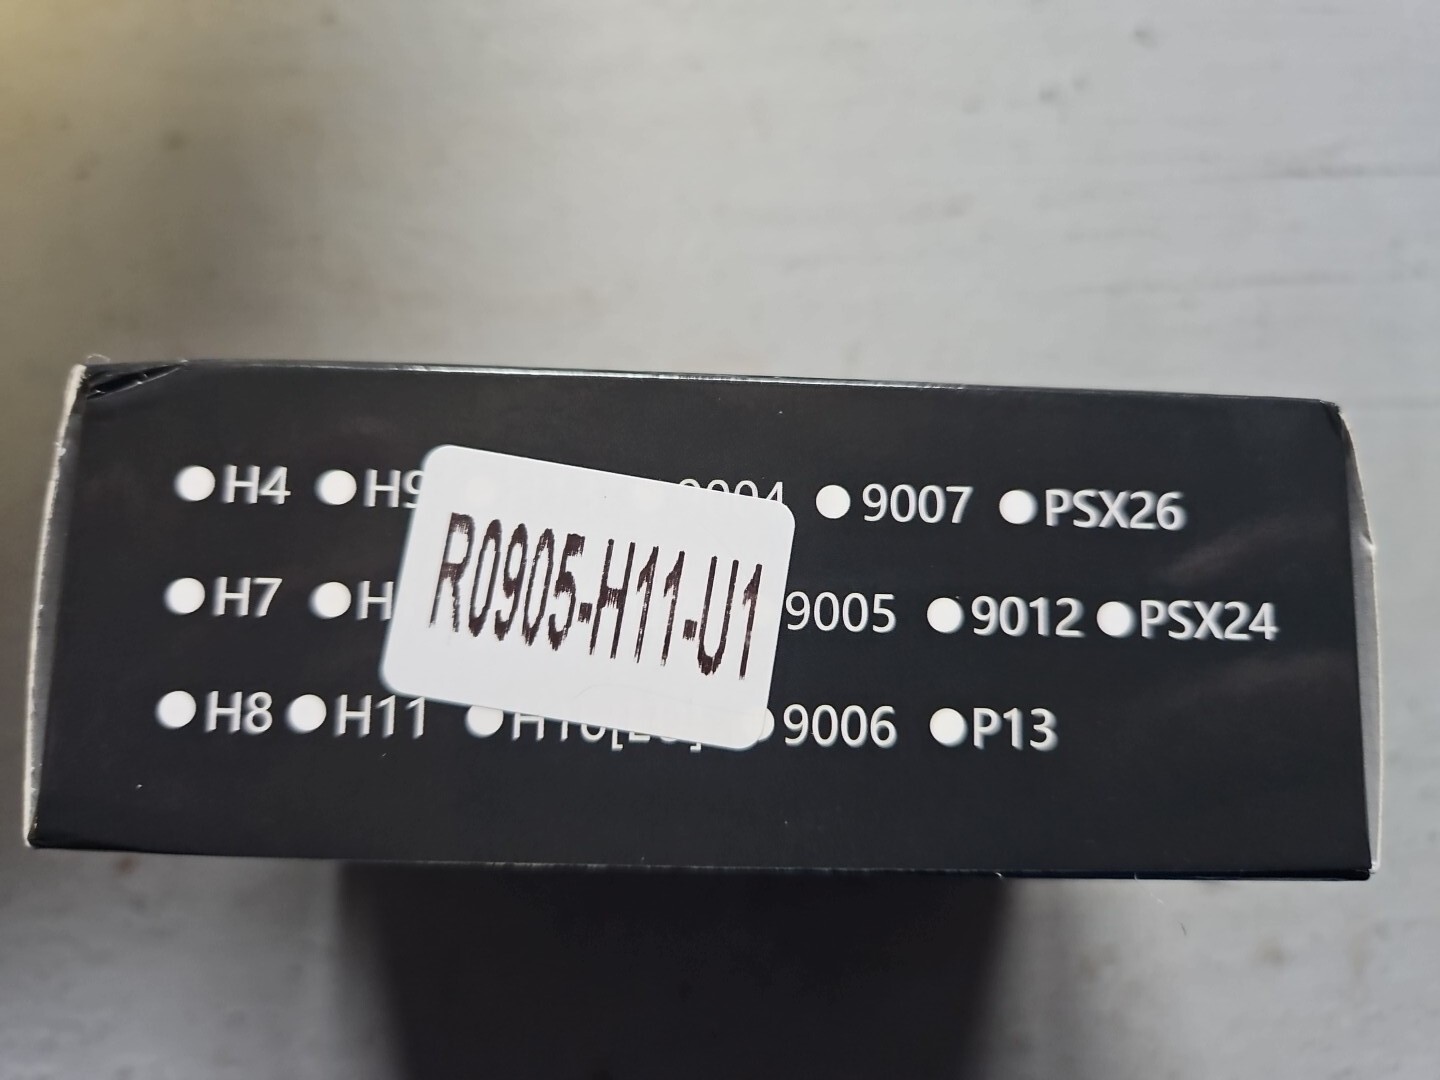 H4 H9 9004 9007 PSX26
R0905-H11-U1
H7 9005 9012 PSX24
H8 H11 9006 P13